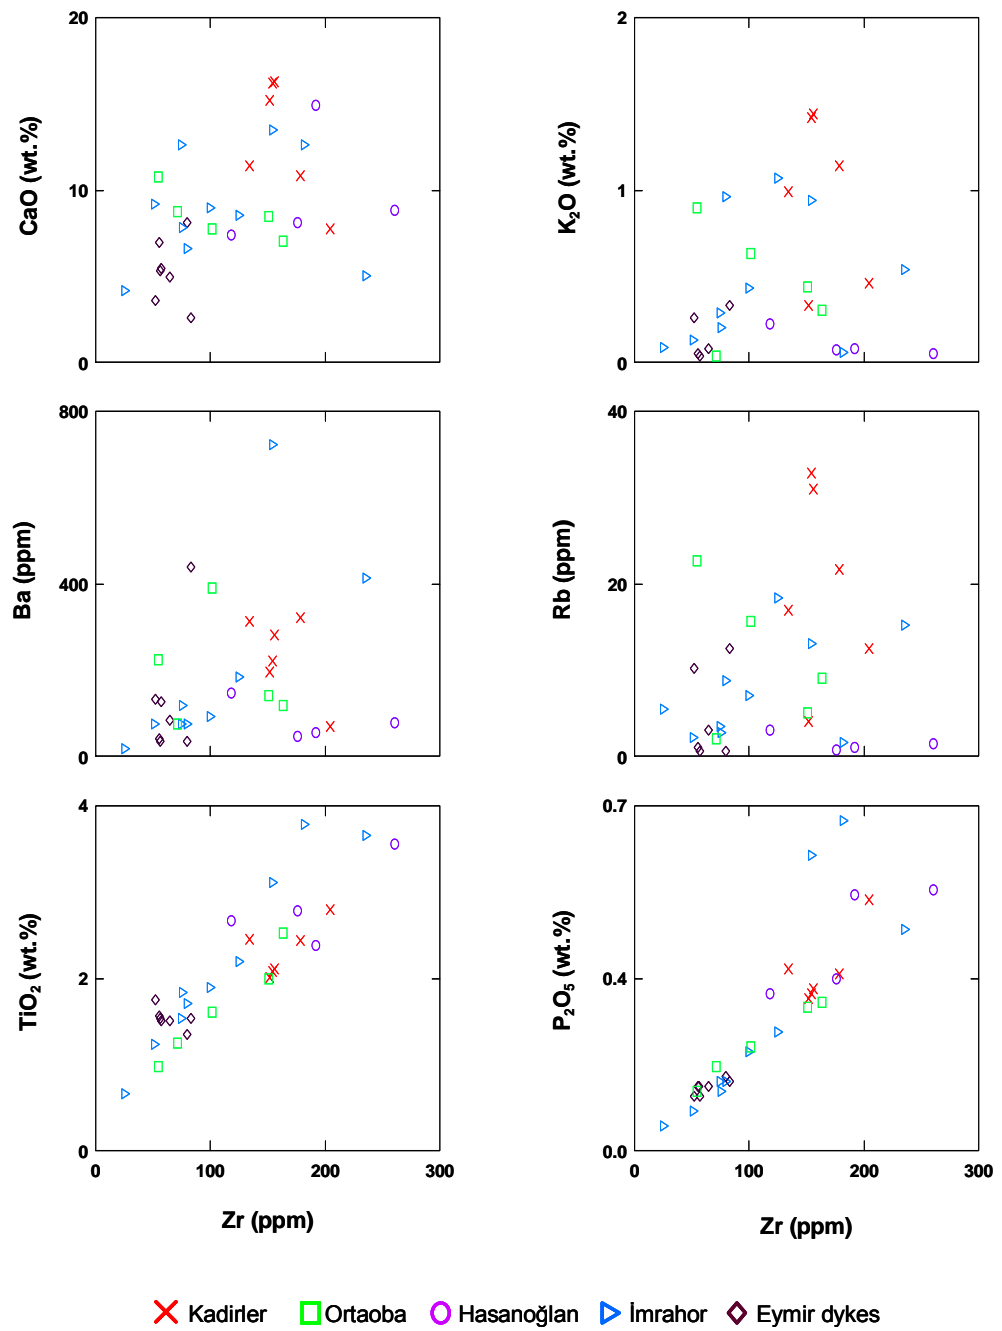 20
2
CaO (wt.%)
K2O (wt.%)
10
1
0
0
800
40
Ba (ppm)
Rb (ppm)
400
20
0
0
4
0.7
TiO2 (wt.%)
P2O5 (wt.%)
2
0.4
0
0.0
0 100 200 300
0 100 200 300
Zr (ppm)
Zr (ppm)
Kadirler Ortaoba Hasanoğlan İmrahor Eymir dykes